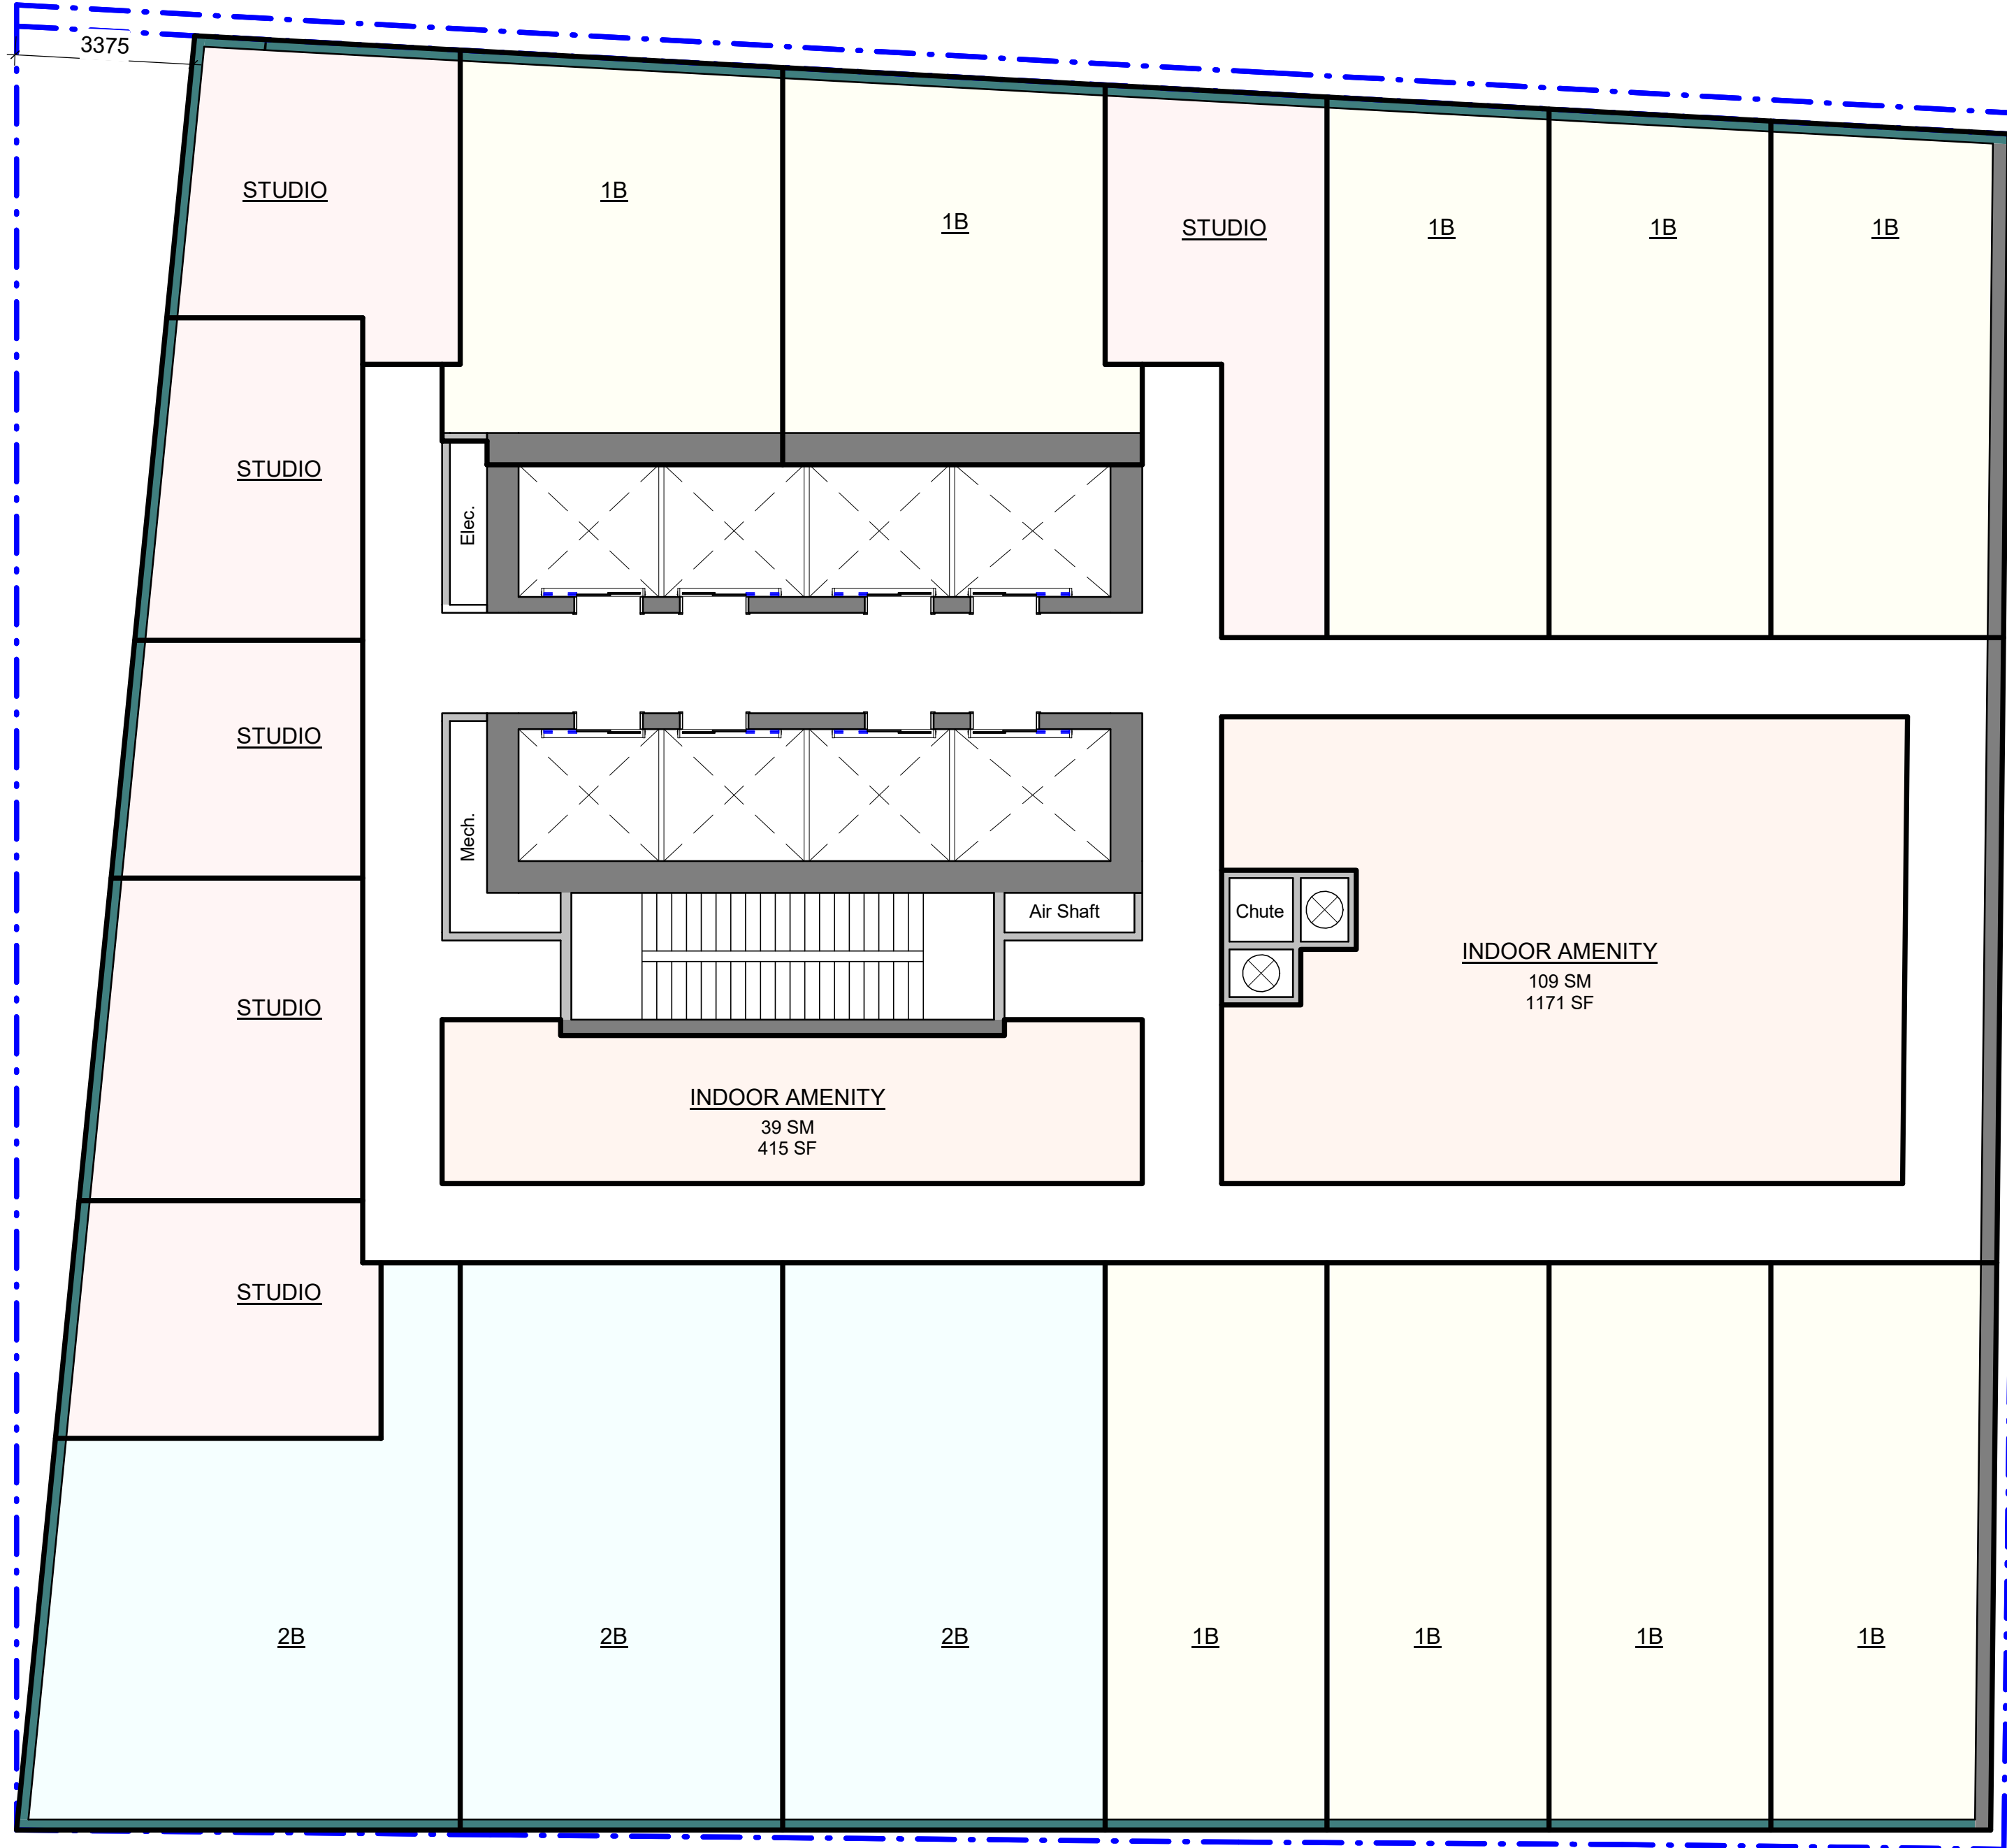 3375
STUDIO
1B
1B
STUDIO
1B
1B
1B
STUDIO
Elec.
STUDIO
Mech.
STUDIO
Air Shaft
Chute
INDOOR AMENITY
109 SM
1171 SF
INDOOR AMENITY
39 SM
415 SF
STUDIO
2B
2B
2B
1B
1B
1B
1B